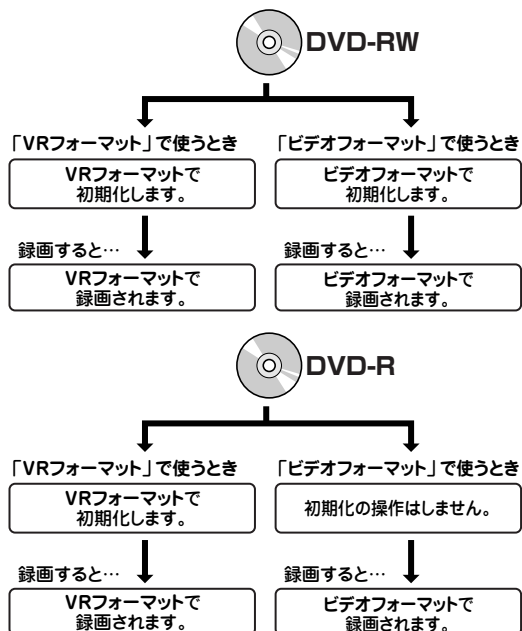 DVD-RW
「VRフォーマット」で使うとき
「ビデオフォーマット」で使うとき
VRフォーマットで
初期化します。
ビデオフォーマットで
初期化します。
録画すると…
録画すると…
VRフォーマットで
録画されます。
ビデオフォーマットで
録画されます。
DVD-R
「VRフォーマット」で使うとき
「ビデオフォーマット」で使うとき
VRフォーマットで
初期化します。
初期化の操作はしません。
録画すると…
録画すると…
VRフォーマットで
録画されます。
ビデオフォーマットで
録画されます。